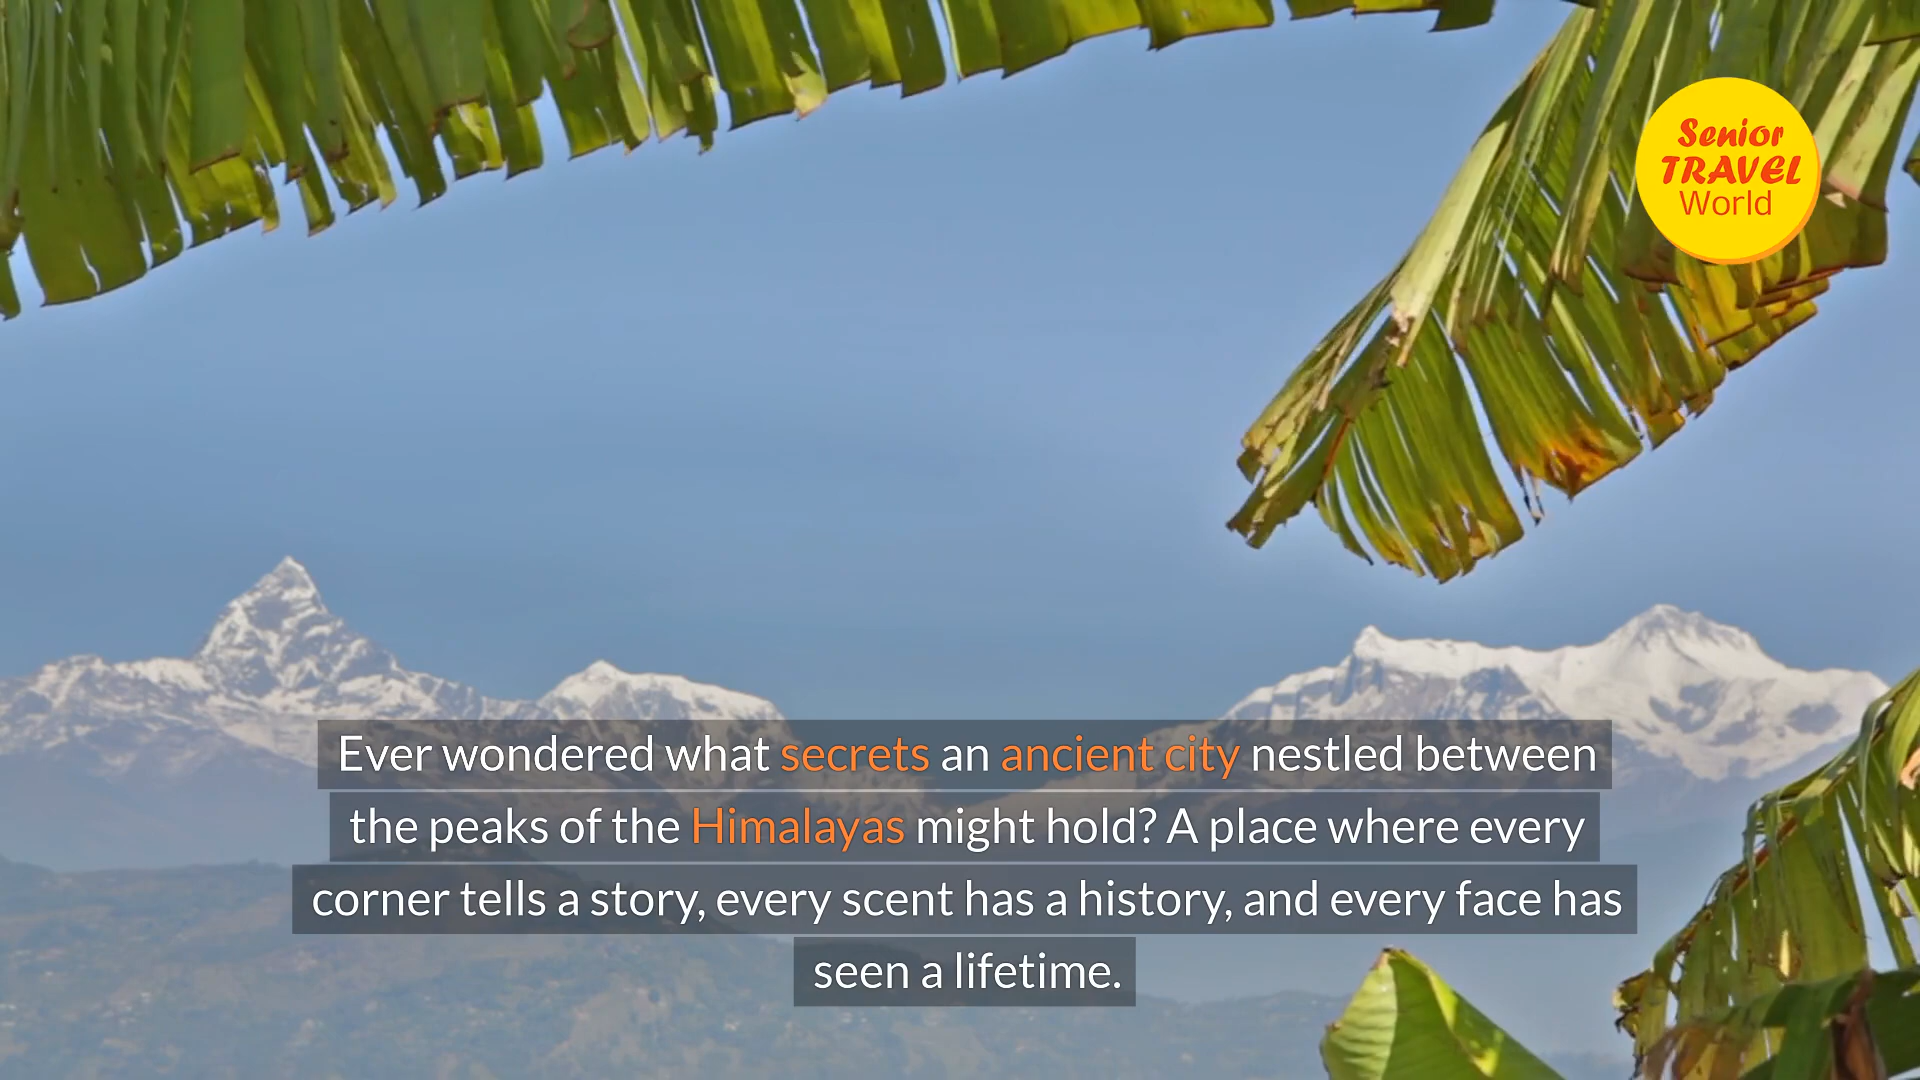 Senior
TRAVEL
World
Ever wondered what secrets an ancient city nestled between
the peaks of the Himalayas might hold? A place where every
corner tells a story, every scent has a history, and every face has
seen a lifetime.